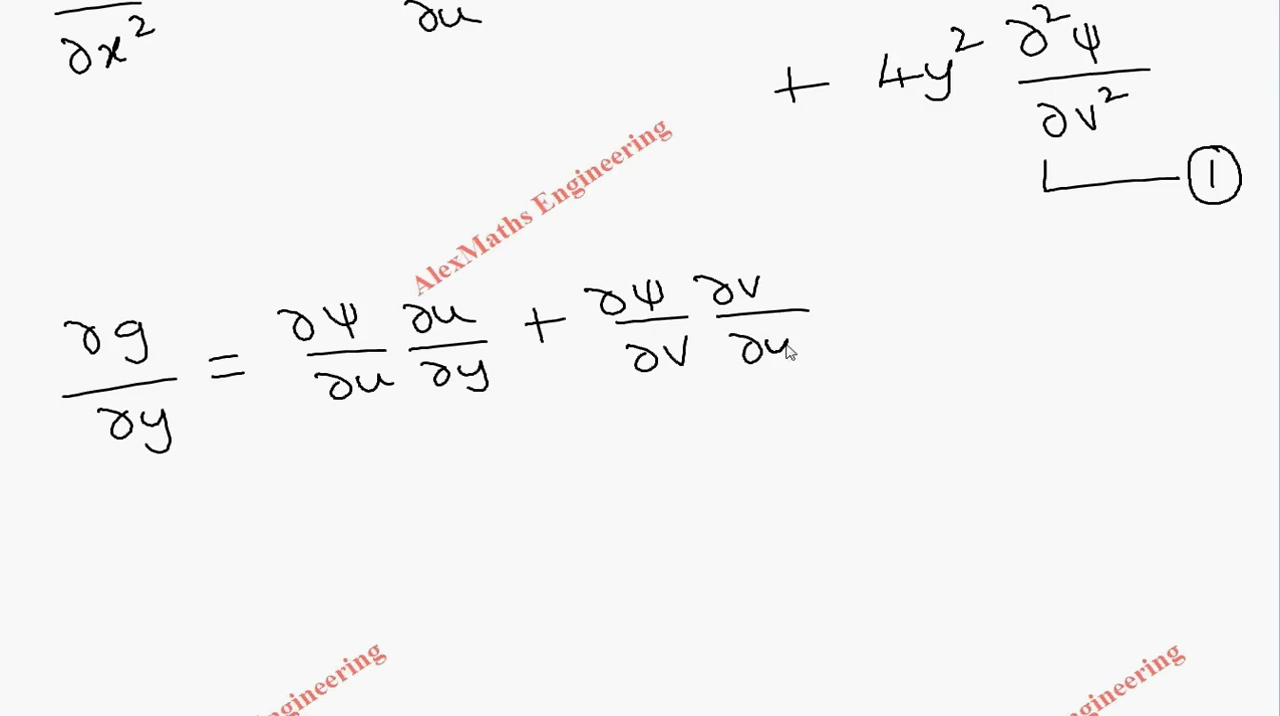 ∂x² ∂u
+ 4y² ∂²ψ/∂v²
①
AlexMaths Engineering
∂g/∂y = ∂ψ/∂u ∂u/∂y + ∂ψ/∂v ∂v/∂y
ngineering
ngineering